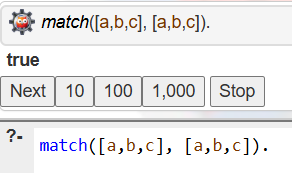 match([a,b,c], [a,b,c]).
true
Next 10 100 1,000 Stop
?- match([a,b,c], [a,b,c]).